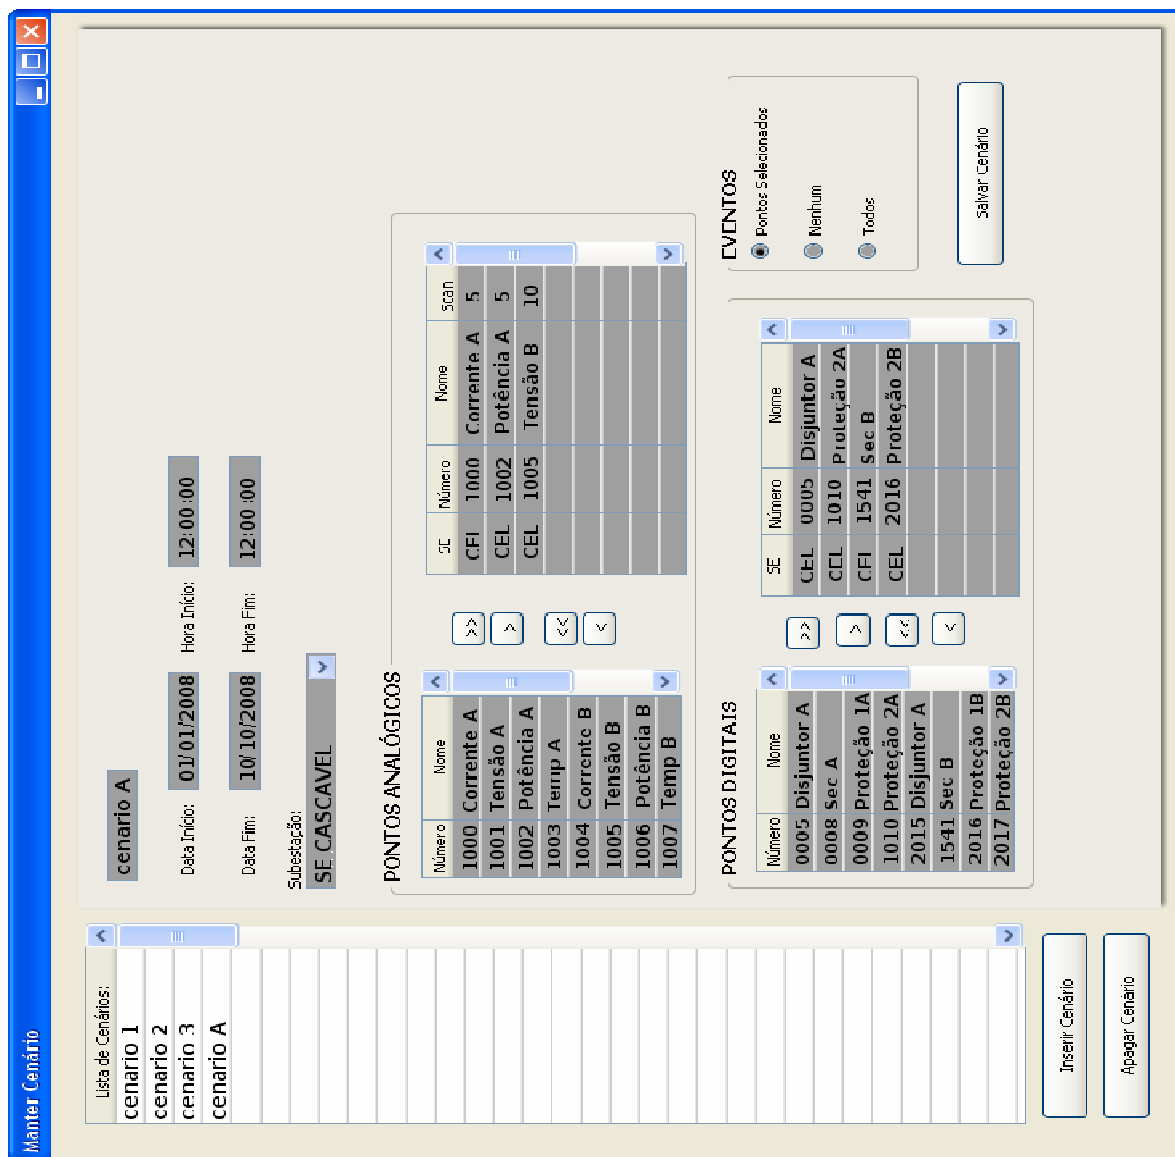 Manter Cenário
Lista de Cenários:
cenario 1
cenario 2
cenario 3
cenario A
Inserir Cenário
Apagar Cenário
cenario A
Data Início: 01/01/2008 Hora Início: 12:00:00
Data Fim: 10/10/2008 Hora Fim: 12:00:00
Subestação:
SE CASCAVEL
PONTOS ANALÓGICOS
Número Nome
1000 Corrente A
1001 Tensão A
1002 Potência A
1003 Temp A
1004 Corrente B
1005 Tensão B
1006 Potência B
1007 Temp B
>>
>
<<
<
SE Número Nome Scan
CEL 1000 Corrente A 5
CEL 1002 Potência A 5
CEL 1005 Tensão B 10
PONTOS DIGITAIS
Número Nome
0005 Disjuntor A
0008 Sec A
0009 Proteção 1A
1010 Proteção 2A
2015 Disjuntor A
1541 Sec B
2016 Proteção 1B
2017 Proteção 2B
>>
>
<<
<
SE Número Nome
CEL 0005 Disjuntor A
CEL 1010 Proteção 2A
CEL 1541 Sec B
CEL 2016 Proteção 2B
EVENTOS
Pontos Selecionados
Nenhum
Todos
Salvar Cenário